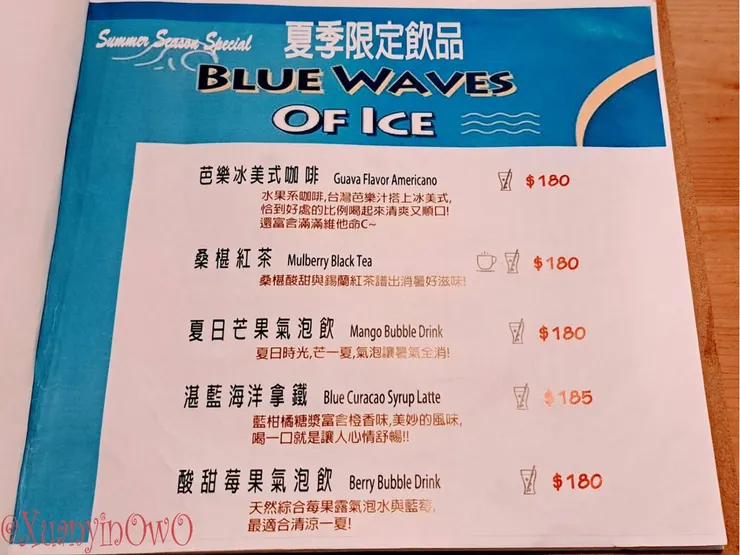 Summer Season Special
夏季限定飲品
BLUE WAVES
OF ICE
芭樂冰美式咖啡 Guava Flavor Americano $180
水果系咖啡,台灣芭樂汁搭上冰美式,
恰到好處的比例喝起來清爽又順口!
還富含滿滿維他命C~
桑椹紅茶 Mulberry Black Tea $180
桑椹酸甜與錫蘭紅茶譜出消暑好滋味!
夏日芒果氣泡飲 Mango Bubble Drink $180
夏日時光,芒一夏,氣泡讓暑氣全消!
湛藍海洋拿鐵 Blue Curacao Syrup Latte $185
藍柑橘糖漿富含橙香味,美妙的風味,
喝一口就是讓人心情舒暢!!
酸甜莓果氣泡飲 Berry Bubble Drink $180
天然綜合莓果露氣泡水與藍莓,
最適合清涼一夏!
@XuanyinOwO